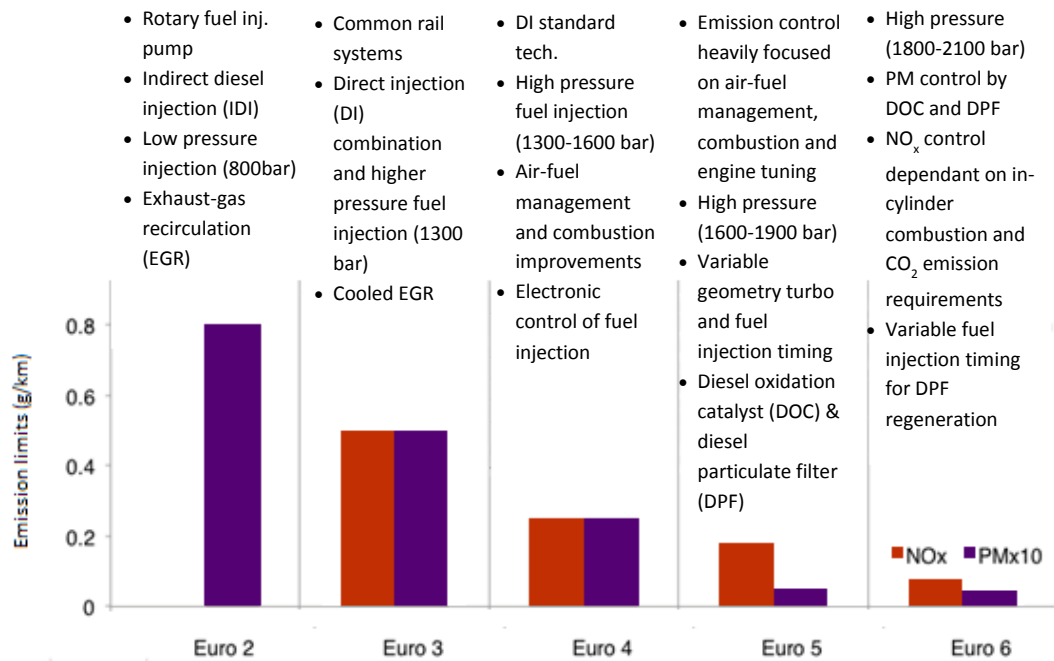 • Rotary fuel inj.
pump
• Indirect diesel
injection (IDI)
• Low pressure
injection (800bar)
• Exhaust-gas
recirculation
(EGR)
• Common rail
systems
• Direct injection
(DI)
combination
and higher
pressure fuel
injection (1300
bar)
• Cooled EGR
• DI standard
tech.
• High pressure
fuel injection
(1300-1600 bar)
• Air-fuel
management
and combustion
improvements
• Electronic
control of fuel
injection
• Emission control
heavily focused
on air-fuel
management,
combustion and
engine tuning
• High pressure
(1600-1900 bar)
• Variable
geometry turbo
and fuel
injection timing
• Diesel oxidation
catalyst (DOC) &
diesel
particulate filter
(DPF)
• High pressure
(1800-2100 bar)
• PM control by
DOC and DPF
• NOx control
dependant on in-
cylinder
combustion and
CO2 emission
requirements
• Variable fuel
injection timing
for DPF
regeneration
Emission limits (g/km)
0.8
0.6
0.4
0.2
0
NOx PMx10
Euro 2 Euro 3 Euro 4 Euro 5 Euro 6